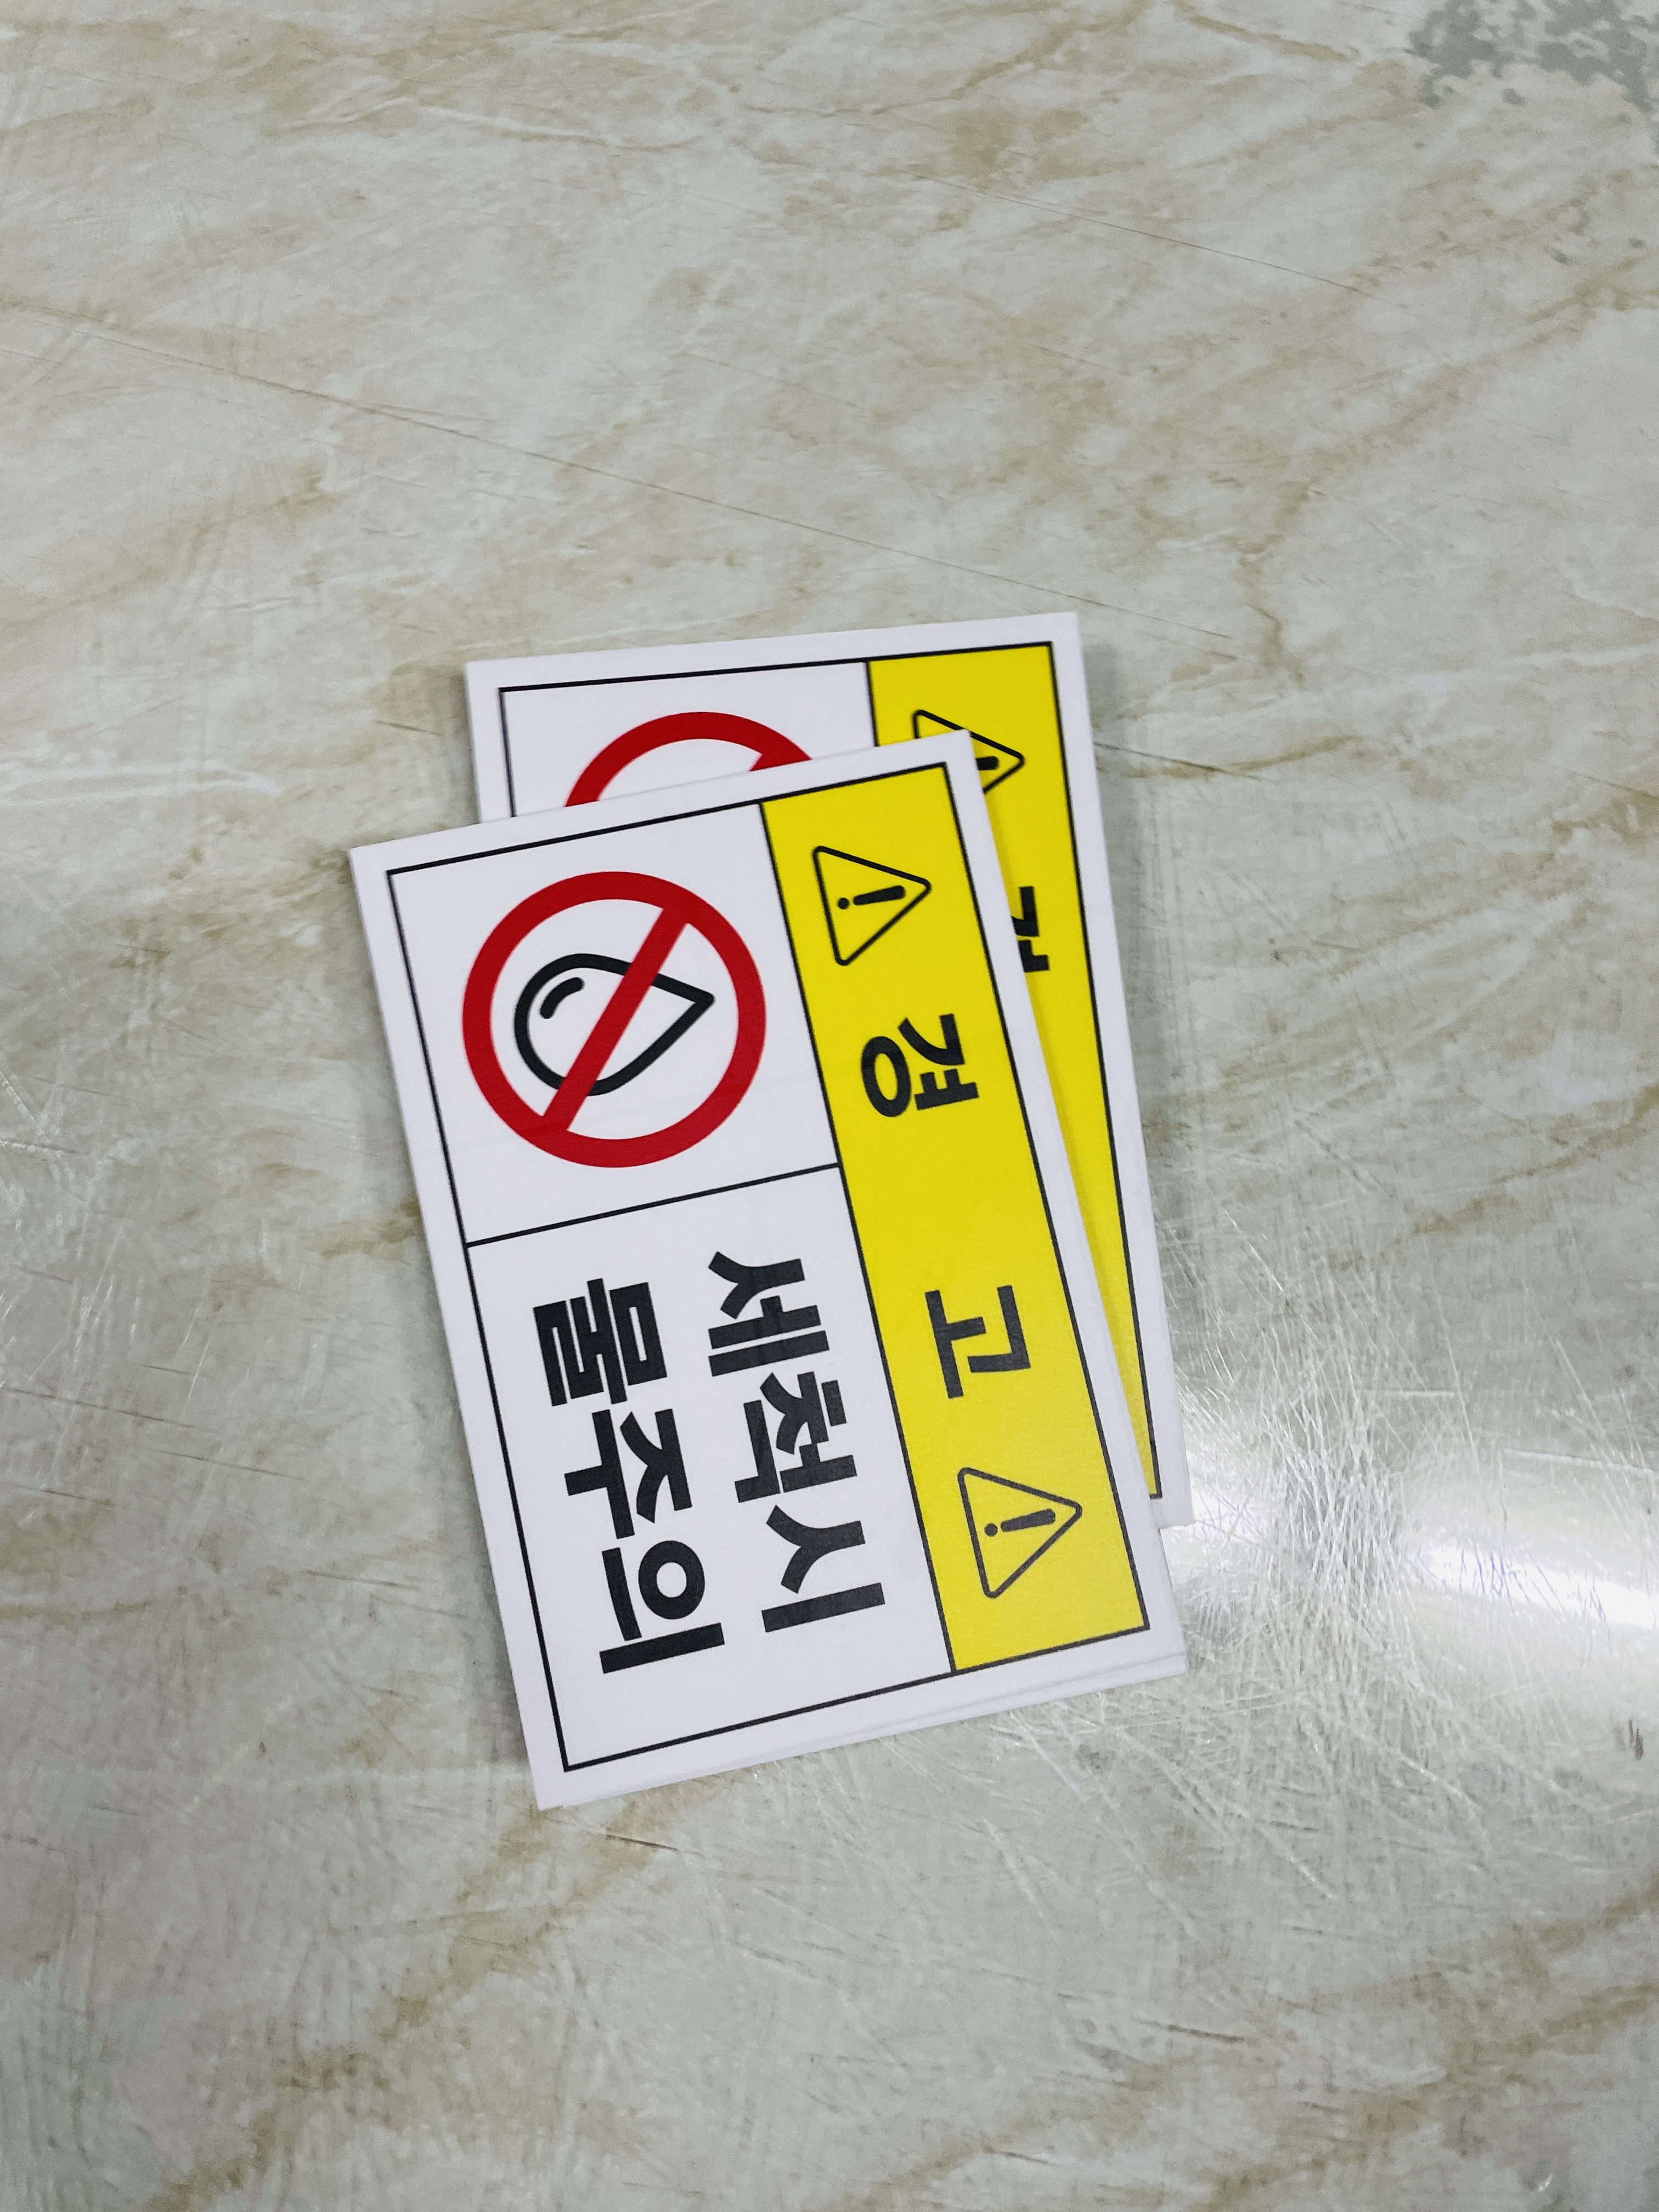 경 고
세척시
물주의